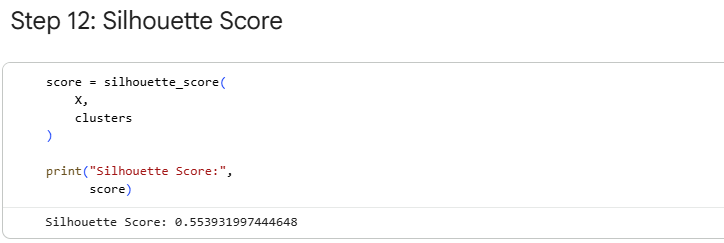 Step 12: Silhouette Score
score = silhouette_score(
X,
clusters
)
print("Silhouette Score:",
score)
Silhouette Score: 0.553931997444648